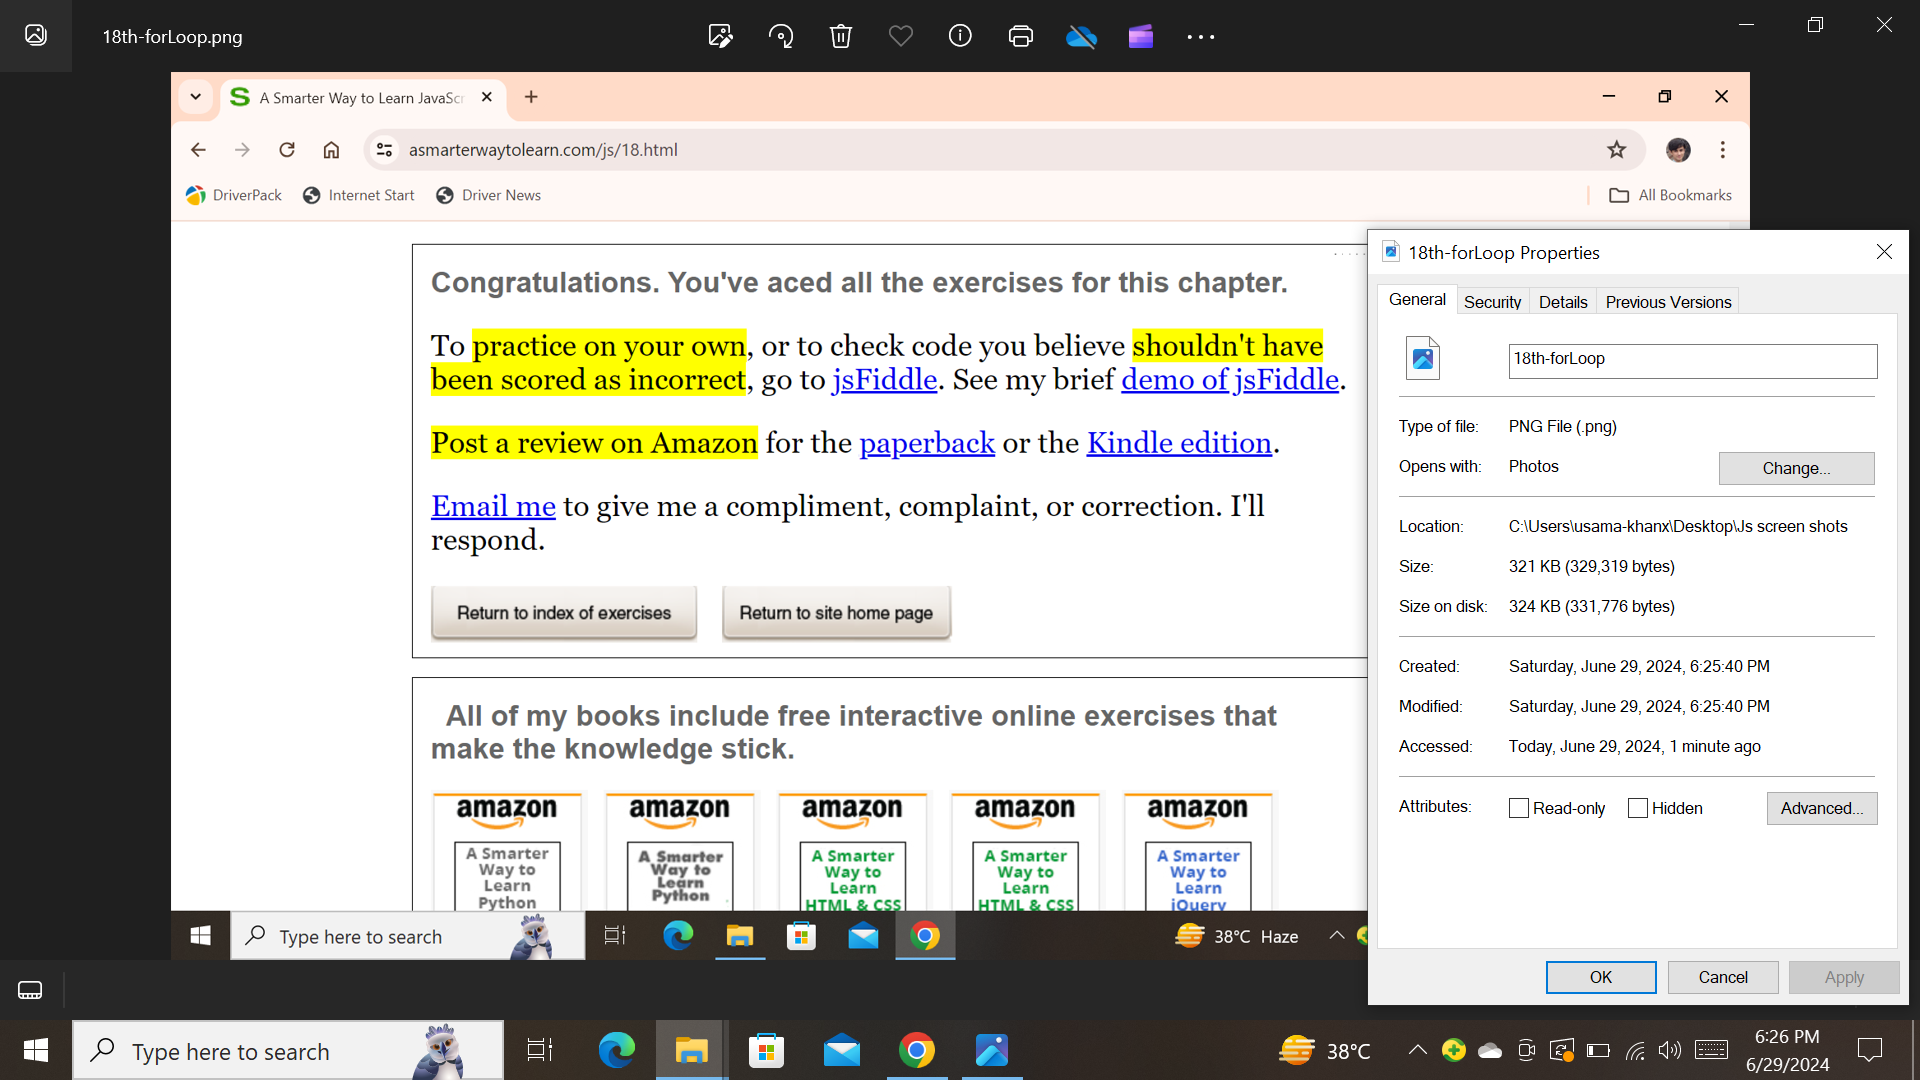 18th-forLoop.png
A Smarter Way to Learn JavaScr
asmarterwaytolearn.com/js/18.html
DriverPack
Internet Start
Driver News
All Bookmarks
Congratulations. You've aced all the exercises for this chapter.
To practice on your own, or to check code you believe shouldn't have
been scored as incorrect, go to jsFiddle. See my brief demo of jsFiddle.
Post a review on Amazon for the paperback or the Kindle edition.
Email me to give me a compliment, complaint, or correction. I'll
respond.
Return to index of exercises
Return to site home page
All of my books include free interactive online exercises that
make the knowledge stick.
amazon
A Smarter
Way to
Learn
Python
amazon
A Smarter
Way to
Learn
Python
amazon
A Smarter
Way to
Learn
HTML & CSS
amazon
A Smarter
Way to
Learn
HTML & CSS
amazon
A Smarter
Way to
Learn
jQuery
Type here to search
38°C Haze
18th-forLoop Properties
General
Security
Details
Previous Versions
18th-forLoop
Type of file: PNG File (.png)
Opens with: Photos
Change...
Location: C:\Users\usama-khanx\Desktop\Js screen shots
Size: 321 KB (329,319 bytes)
Size on disk: 324 KB (331,776 bytes)
Created: Saturday, June 29, 2024, 6:25:40 PM
Modified: Saturday, June 29, 2024, 6:25:40 PM
Accessed: Today, June 29, 2024, 1 minute ago
Attributes: Read-only Hidden
Advanced...
OK
Cancel
Apply
Type here to search
38°C
6:26 PM
6/29/2024